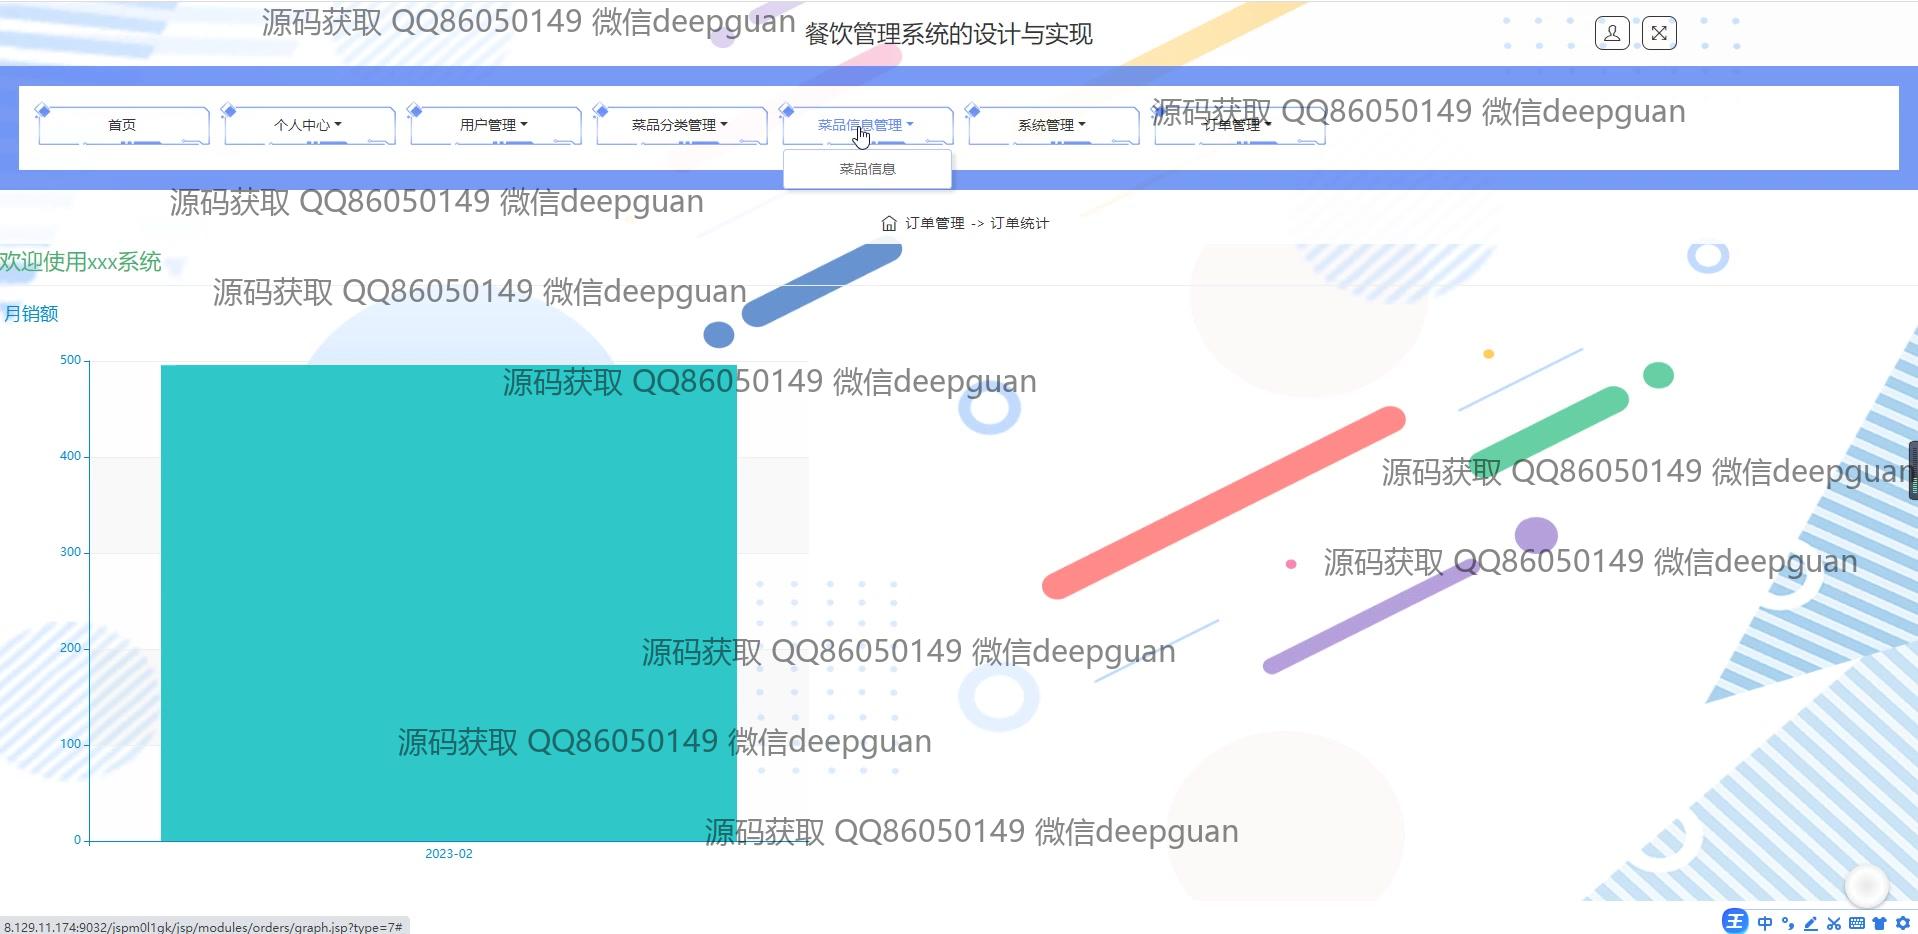 源码获取 QQ86050149 微信deepguan
餐饮管理系统的设计与实现
源码获取 QQ86050149 微信deepguan
首页
个人中心
用户管理
菜品分类管理
菜品信息管理
系统管理
订单管理
菜品信息
源码获取 QQ86050149 微信deepguan
订单管理 -> 订单统计
欢迎使用xxx系统
源码获取 QQ86050149 微信deepguan
月销额
500
源码获取 QQ86050149 微信deepguan
400
源码获取 QQ86050149 微信deepguan
300
源码获取 QQ86050149 微信deepguan
200
源码获取 QQ86050149 微信deepguan
100
源码获取 QQ86050149 微信deepguan
0
源码获取 QQ86050149 微信deepguan
2023-02
8.129.11.174:9032/jspm0l1gk/jsp/modules/orders/graph.jsp?type=7#
王 中